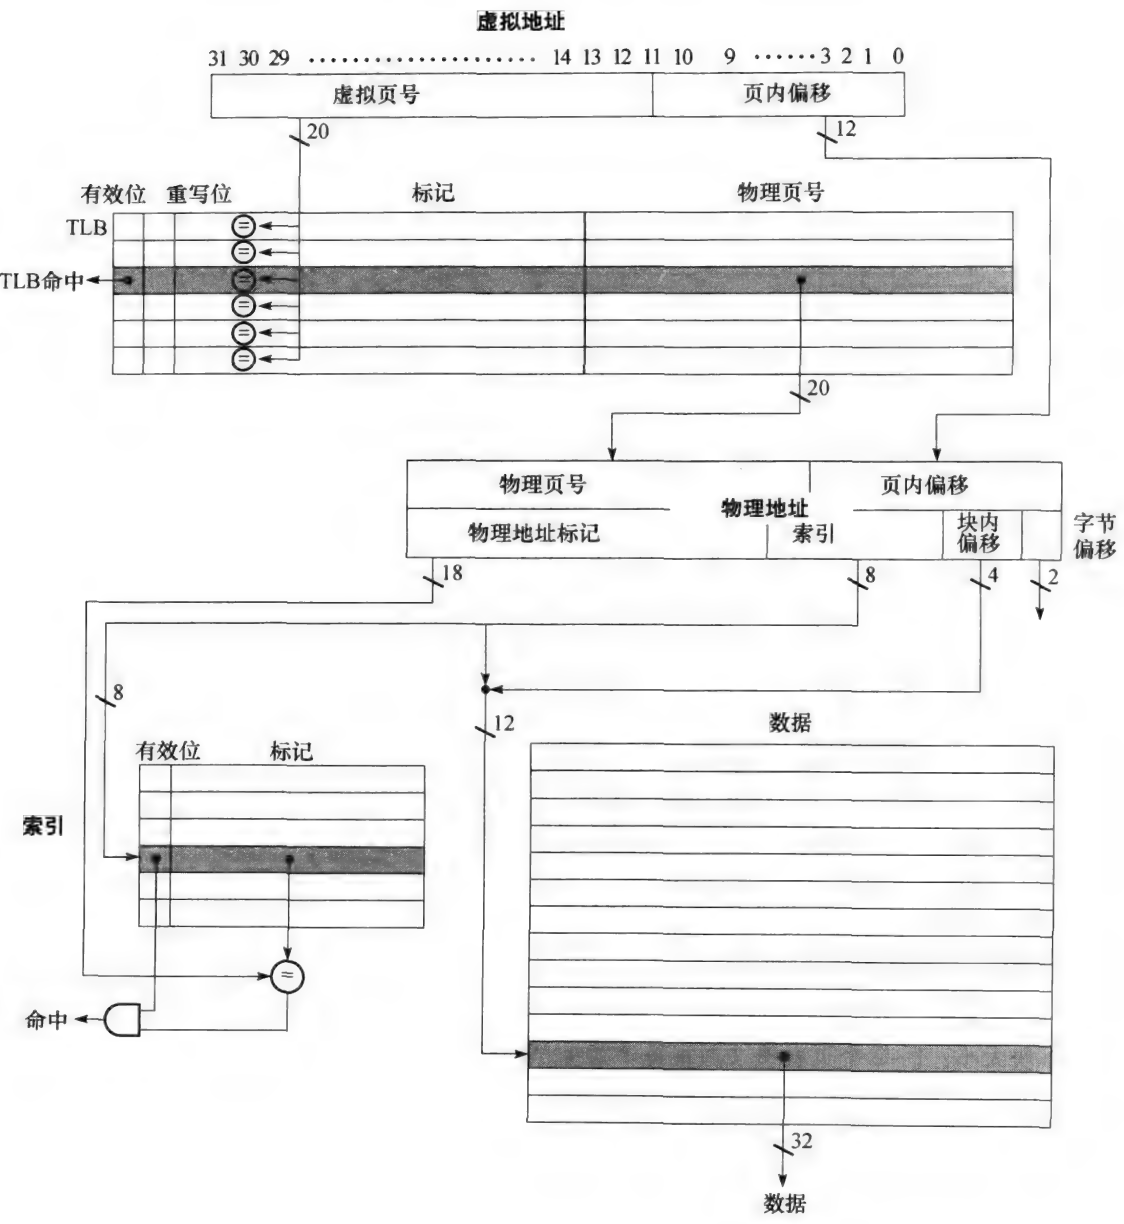 虚拟地址
31 30 29 ···················· 14 13 12 11 10 9 ······3 2 1 0
虚拟页号 页内偏移
20 12
有效位 重写位 标记 物理页号
TLB
=
=
TLB命中 =
=
=
=
20
物理页号 页内偏移
物理地址
物理地址标记 索引 块内偏移 字节偏移
18 8 4 2
8
12
数据
有效位 标记
索引
=
命中
32
数据